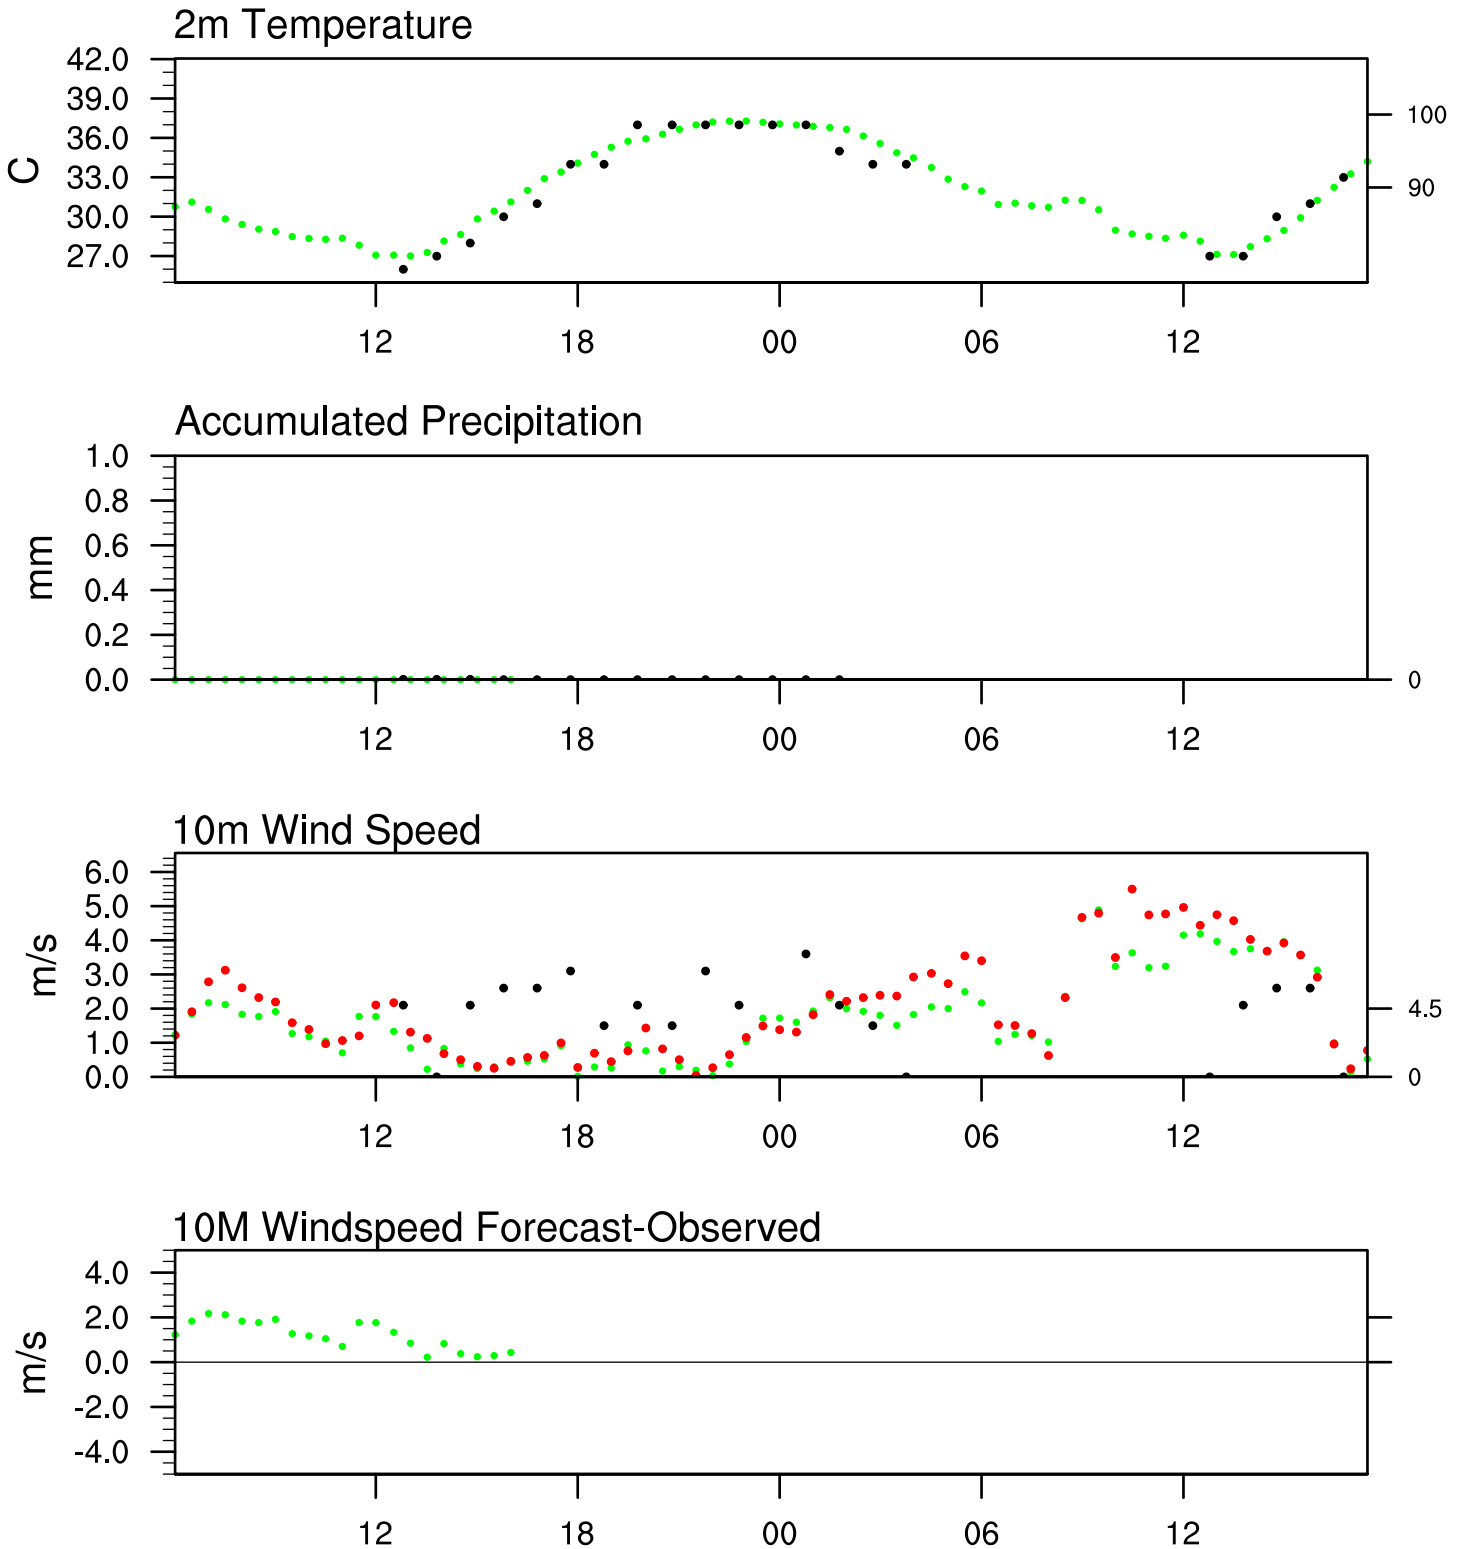 2m Temperature
42.0
39.0
36.0
33.0
30.0
27.0
C
100
90
12 18 00 06 12
Accumulated Precipitation
1.0
0.8
0.6
0.4
0.2
0.0
mm
0
12 18 00 06 12
10m Wind Speed
6.0
5.0
4.0
3.0
2.0
1.0
0.0
m/s
4.5
0
12 18 00 06 12
10M Windspeed Forecast-Observed
4.0
2.0
0.0
-2.0
-4.0
m/s
12 18 00 06 12